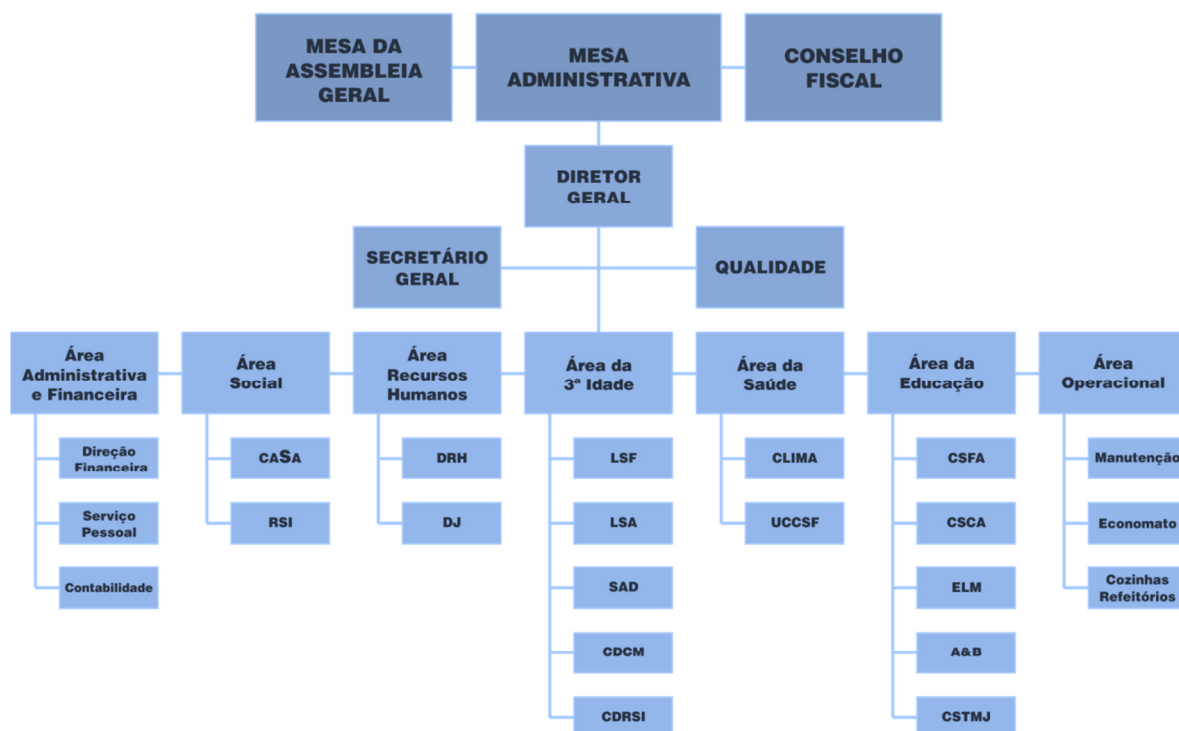 MESA DA
ASSEMBLEIA
GERAL
MESA
ADMINISTRATIVA
CONSELHO
FISCAL
DIRETOR
GERAL
SECRETÁRIO
GERAL
QUALIDADE
Área
Administrativa
e Financeira
Área
Social
Área
Recursos
Humanos
Área da
3ª Idade
Área da
Saúde
Área da
Educação
Área
Operacional
Direção
Financeira
Serviço
Pessoal
Contabilidade
CASA
RSI
DRH
DJ
LSF
LSA
SAD
CDCM
CDRSI
CLIMA
UCCSF
CSFA
CSCA
ELM
A&B
CSTMJ
Manutenção
Economato
Cozinhas
Refeitórios